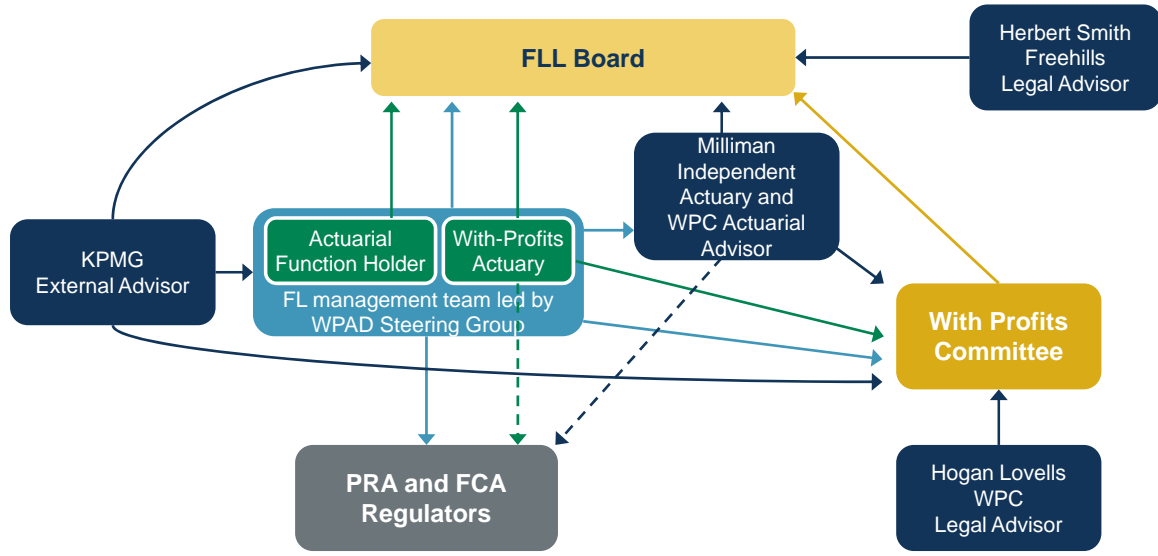 FLL Board
Herbert Smith
Freehills
Legal Advisor
Milliman
Independent
Actuary and
WPC Actuarial
Advisor
KPMG
External Advisor
Actuarial
Function Holder
With-Profits
Actuary
FL management team led by
WPAD Steering Group
With Profits
Committee
PRA and FCA
Regulators
Hogan Lovells
WPC
Legal Advisor